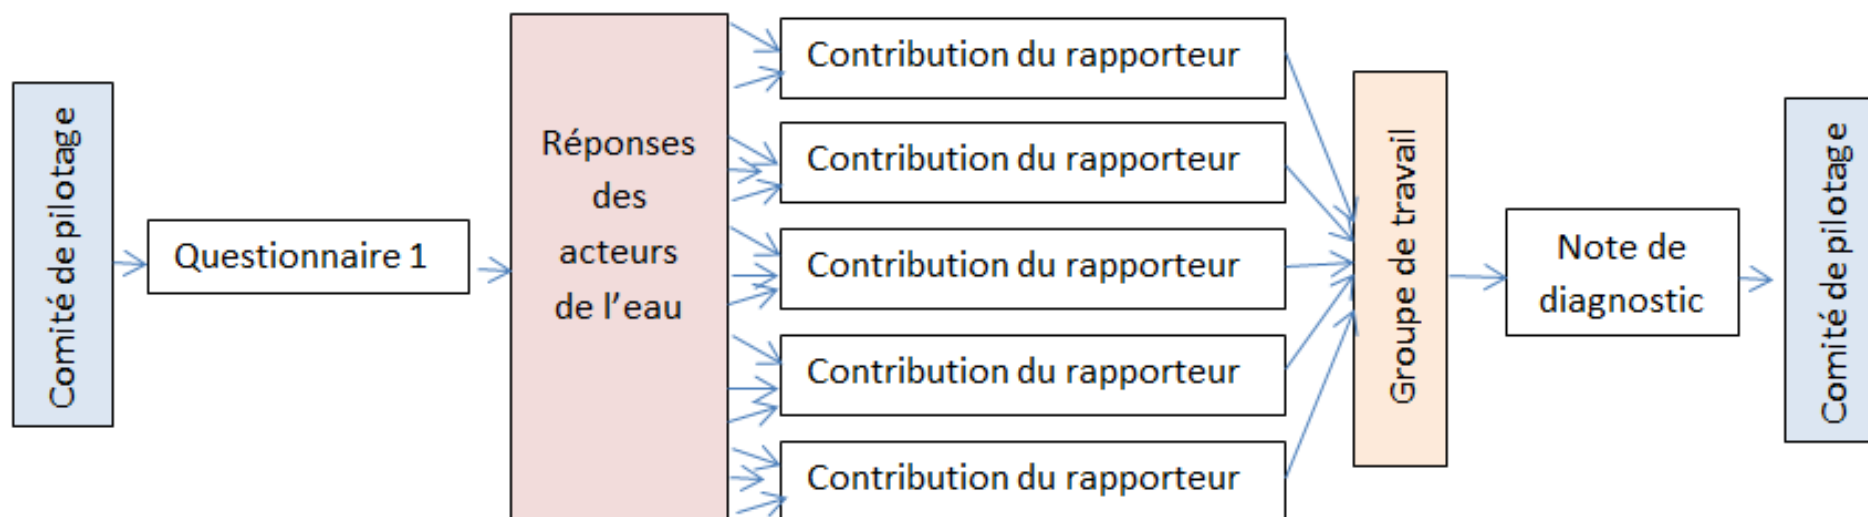 Comité de pilotage
Questionnaire 1
Réponses
des
acteurs
de l’eau
Contribution du rapporteur
Contribution du rapporteur
Contribution du rapporteur
Contribution du rapporteur
Contribution du rapporteur
Groupe de travail
Note de
diagnostic
Comité de pilotage